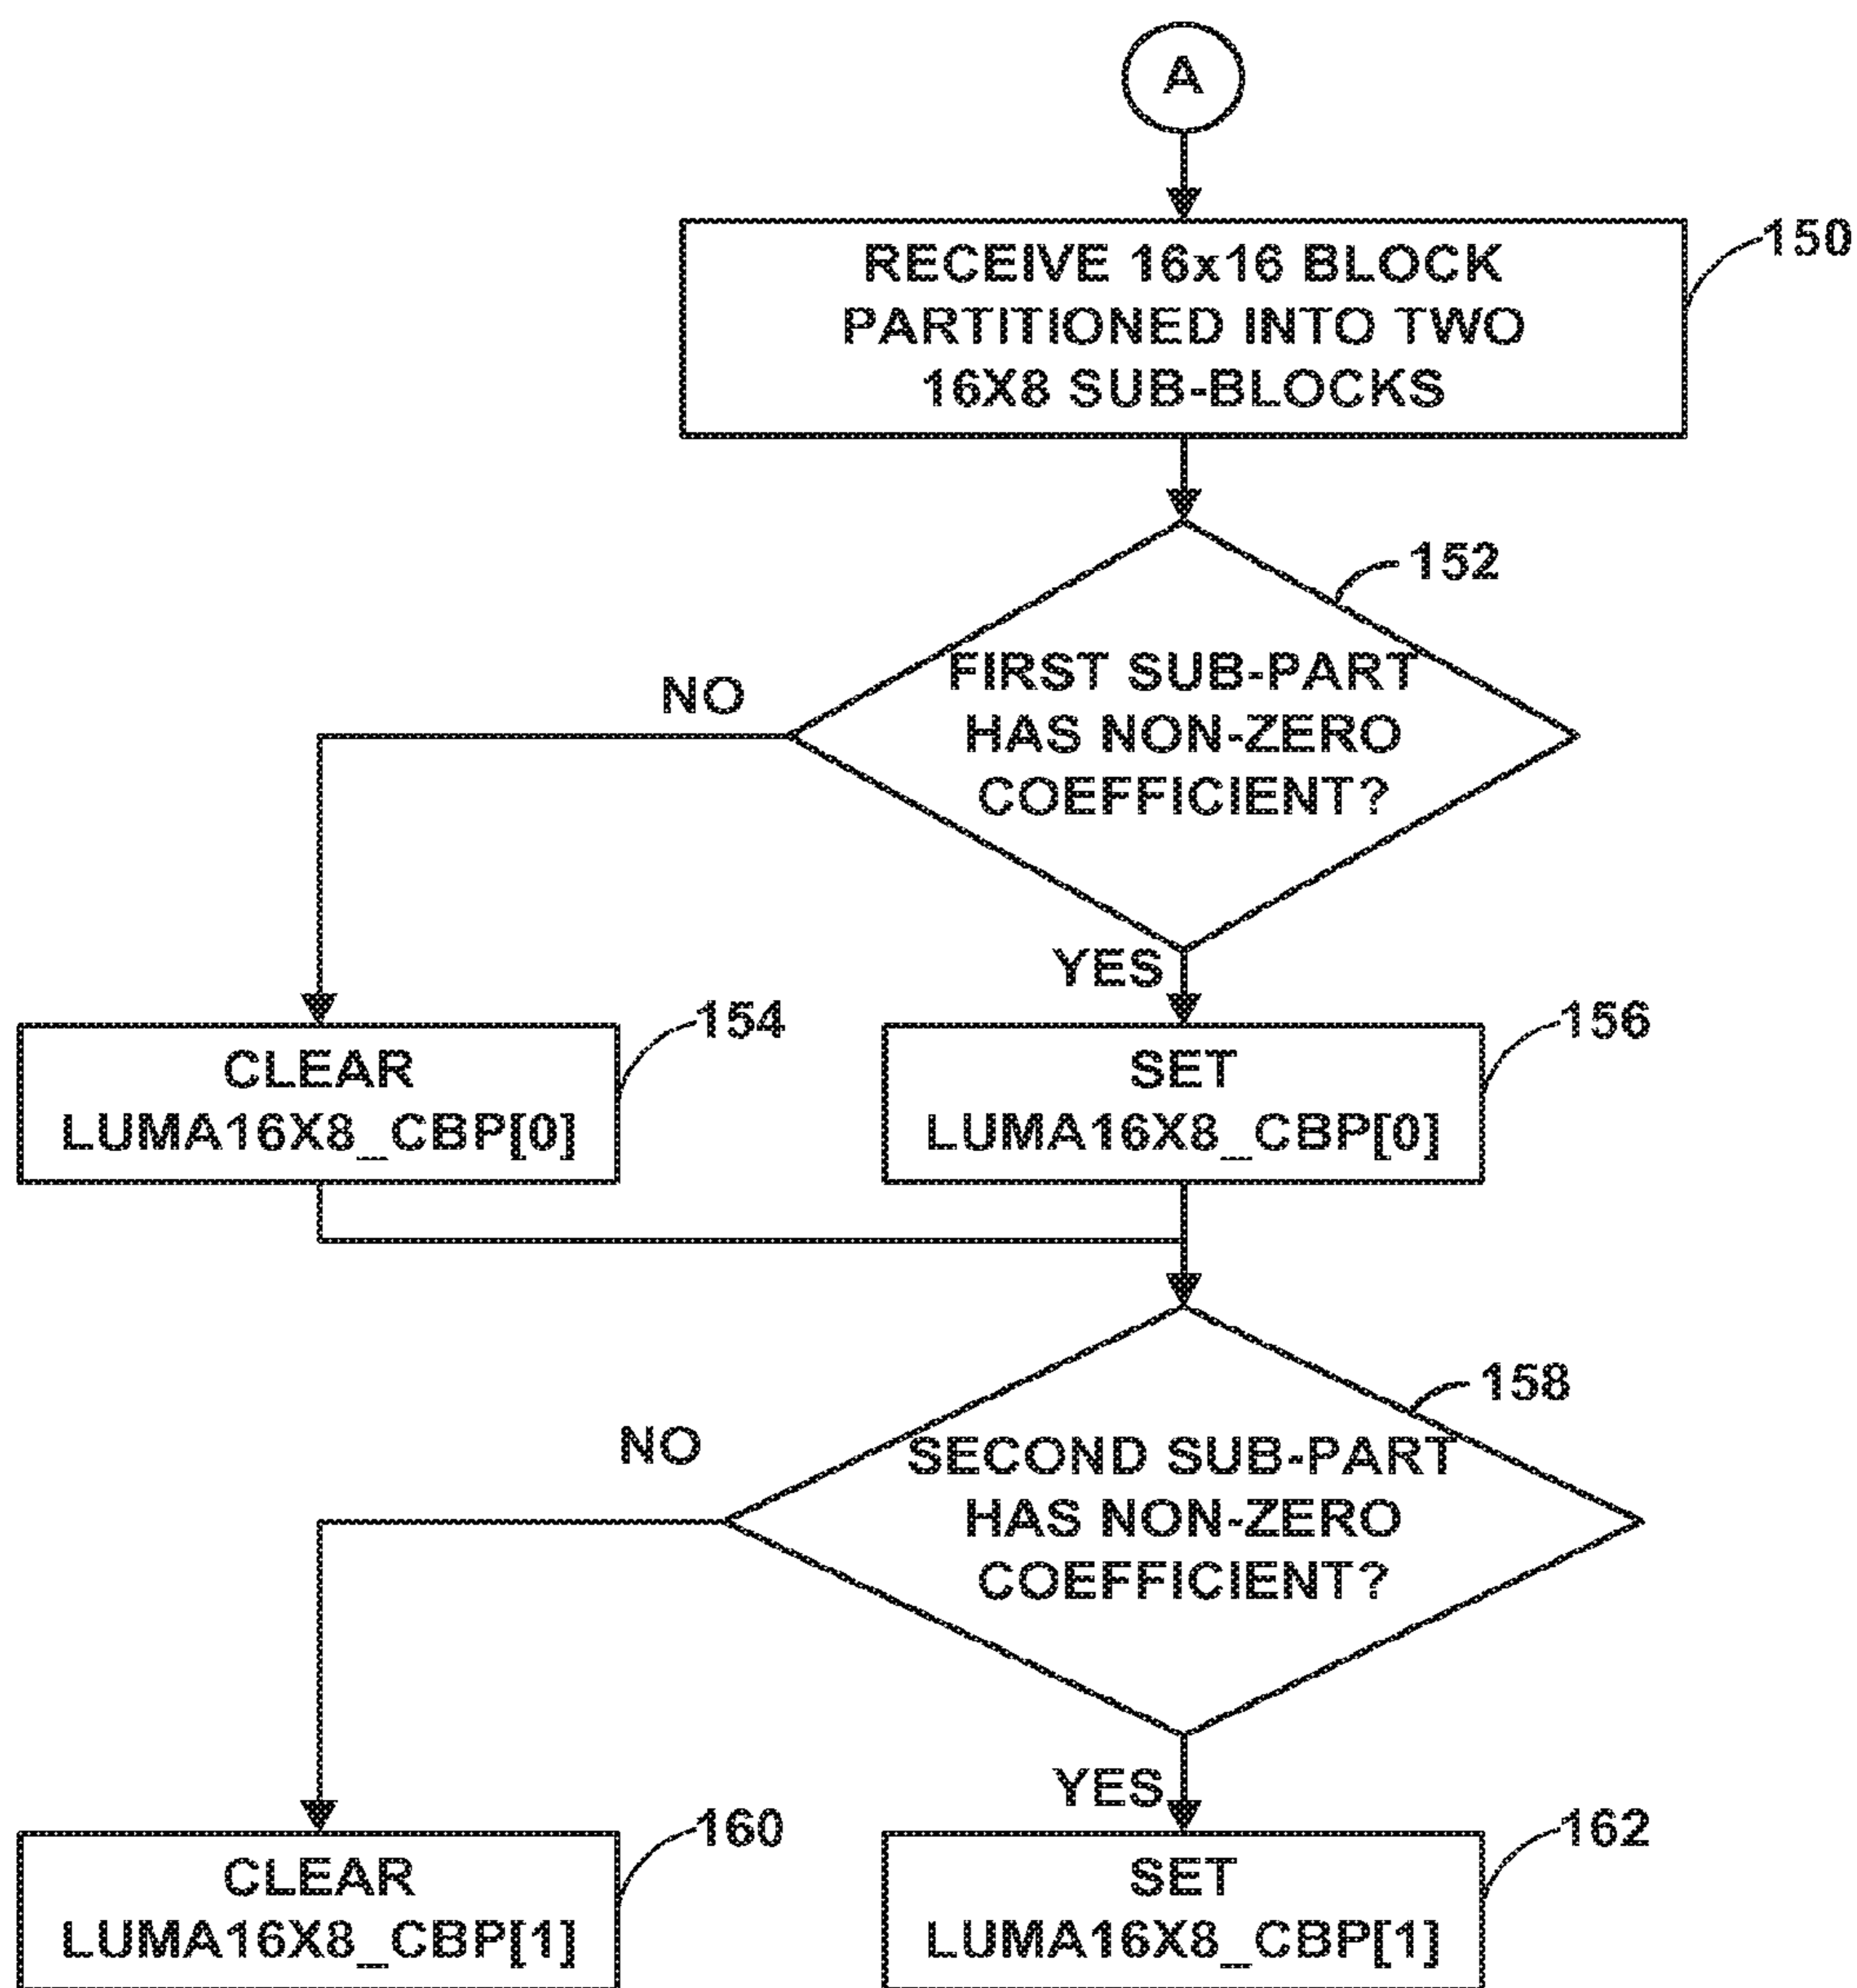 A
RECEIVE 16x16 BLOCK
PARTITIONED INTO TWO
16X8 SUB-BLOCKS
150
152
FIRST SUB-PART
HAS NON-ZERO
COEFFICIENT?
NO
YES
154
CLEAR
LUMA16X8_CBP[0]
156
SET
LUMA16X8_CBP[0]
158
SECOND SUB-PART
HAS NON-ZERO
COEFFICIENT?
NO
YES
160
CLEAR
LUMA16X8_CBP[1]
162
SET
LUMA16X8_CBP[1]